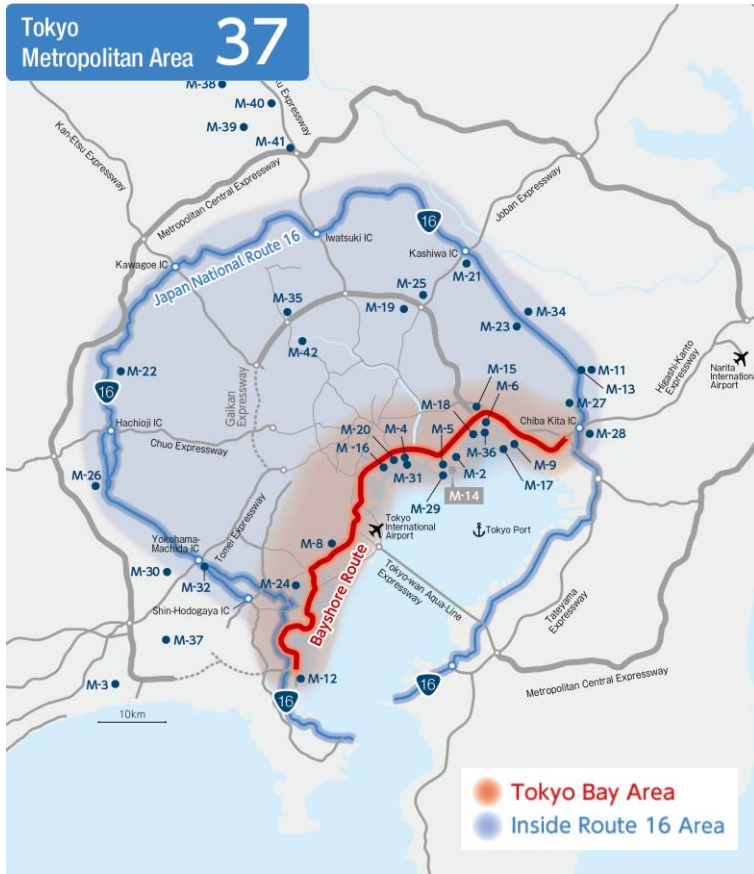 Tokyo
Metropolitan Area 37
M-38
M-40
M-39
M-41
ku Expressway
Kan-Etsu Expressway
Metropolitan Central Expressway
Joban Expressway
16
Iwatsuki IC
Kashiwa IC
Kawagoe IC
Japan National Route 16
M-21
M-25
M-19
M-35
M-34
M-23
M-42
M-22
M-11
M-13
Higashi-Kanto
Expressway
Narita
International
Airport
M-15
M-6
16
Gaikan
Expressway
M-27
M-18
Hachioji IC
M-5
Chiba Kita IC
M-4
M-20
M-28
Chuo Expressway
M-16
M-36
M-9
M-2
M-31
M-17
M-14
M-29
M-26
Tokyo
International
Airport
Tokyo Port
Tomei Expressway
Yokohama-
Machida IC
M-8
M-30
M-32
M-24
Bayshore Route
Tokyo-wan Aqua-Line
Expressway
Shin-Hodogaya IC
Tateyama
Expressway
M-37
M-12
M-3
16
16
Metropolitan Central Expressway
10km
Tokyo Bay Area
Inside Route 16 Area